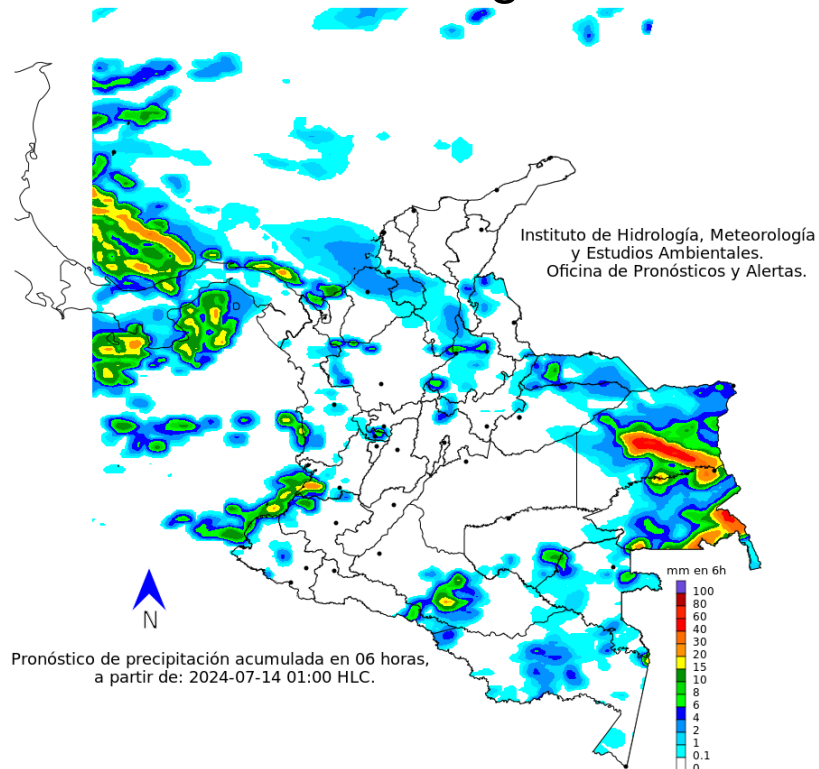 Instituto de Hidrología, Meteorología
y Estudios Ambientales.
Oficina de Pronósticos y Alertas.
N
Pronóstico de precipitación acumulada en 06 horas,
a partir de: 2024-07-14 01:00 HLC.
mm en 6h
100
80
60
40
30
20
15
10
8
6
4
2
1
0.1
0